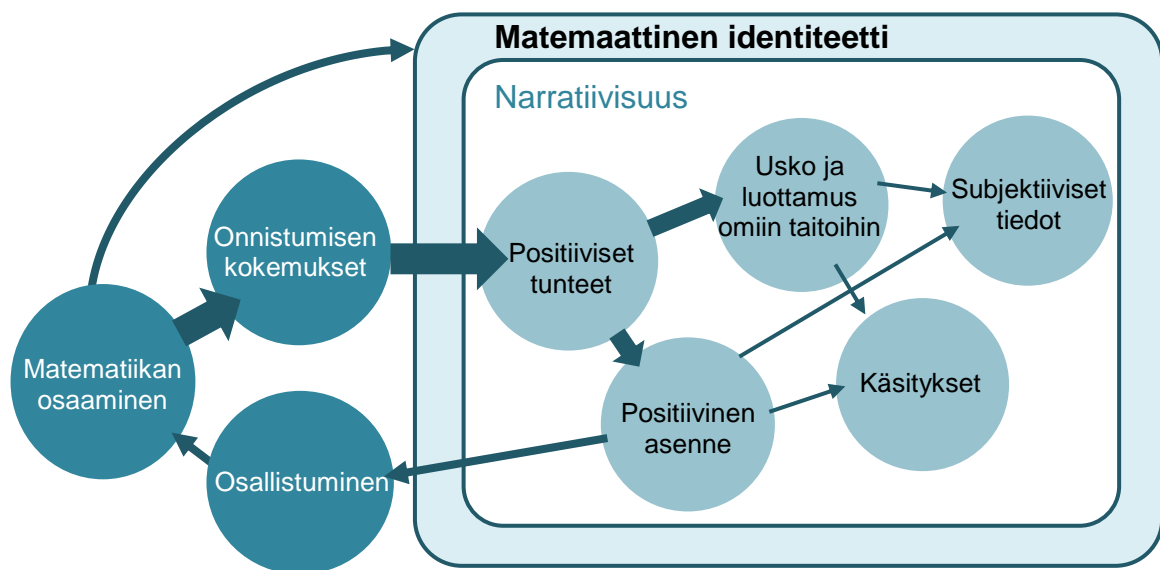 Matemaattinen identiteetti
Narratiivisuus
Usko ja
luottamus
omiin taitoihin
Subjektiiviset
tiedot
Onnistumisen
kokemukset
Positiiviset
tunteet
Matematiikan
osaaminen
Käsitykset
Positiivinen
asenne
Osallistuminen